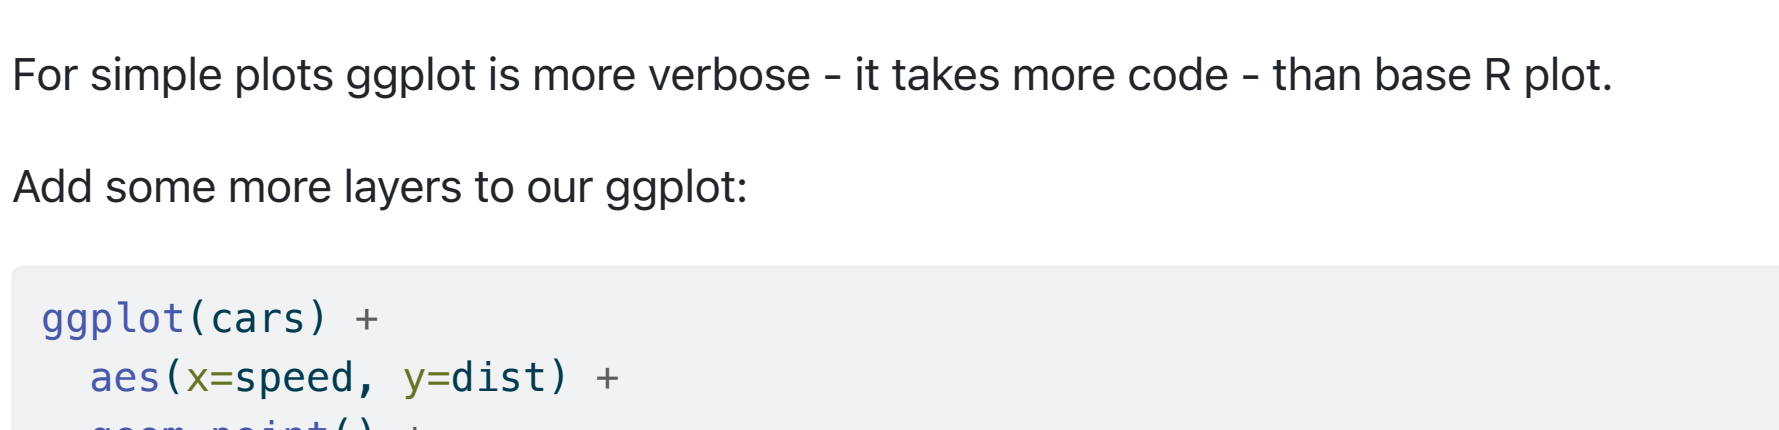 For simple plots ggplot is more verbose - it takes more code - than base R plot.
Add some more layers to our ggplot:
ggplot(cars) +
  aes(x=speed, y=dist) +
  geom_point() +